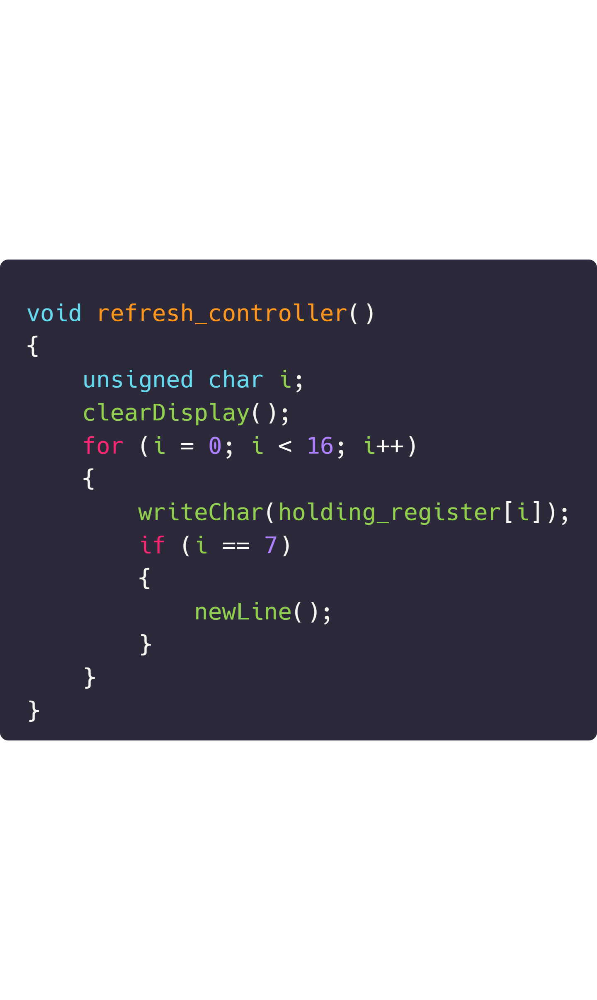 void refresh_controller()
{
    unsigned char i;
    clearDisplay();
    for (i = 0; i < 16; i++)
    {
        writeChar(holding_register[i]);
        if (i == 7)
        {
            newLine();
        }
    }
}